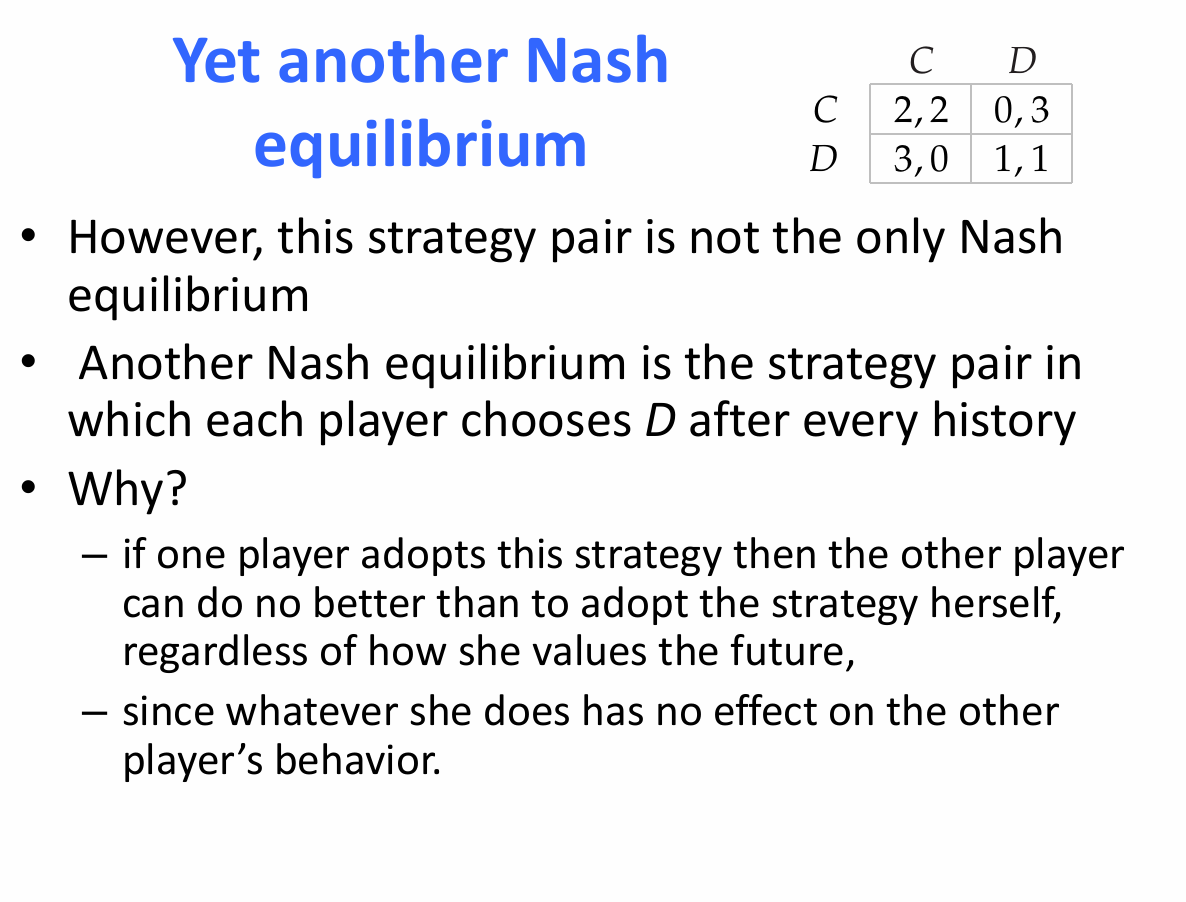 Yet another Nash
equilibrium
C D
C 2, 2 0, 3
D 3, 0 1, 1
• However, this strategy pair is not the only Nash
equilibrium
• Another Nash equilibrium is the strategy pair in
which each player chooses D after every history
• Why?
– if one player adopts this strategy then the other player
can do no better than to adopt the strategy herself,
regardless of how she values the future,
– since whatever she does has no effect on the other
player’s behavior.